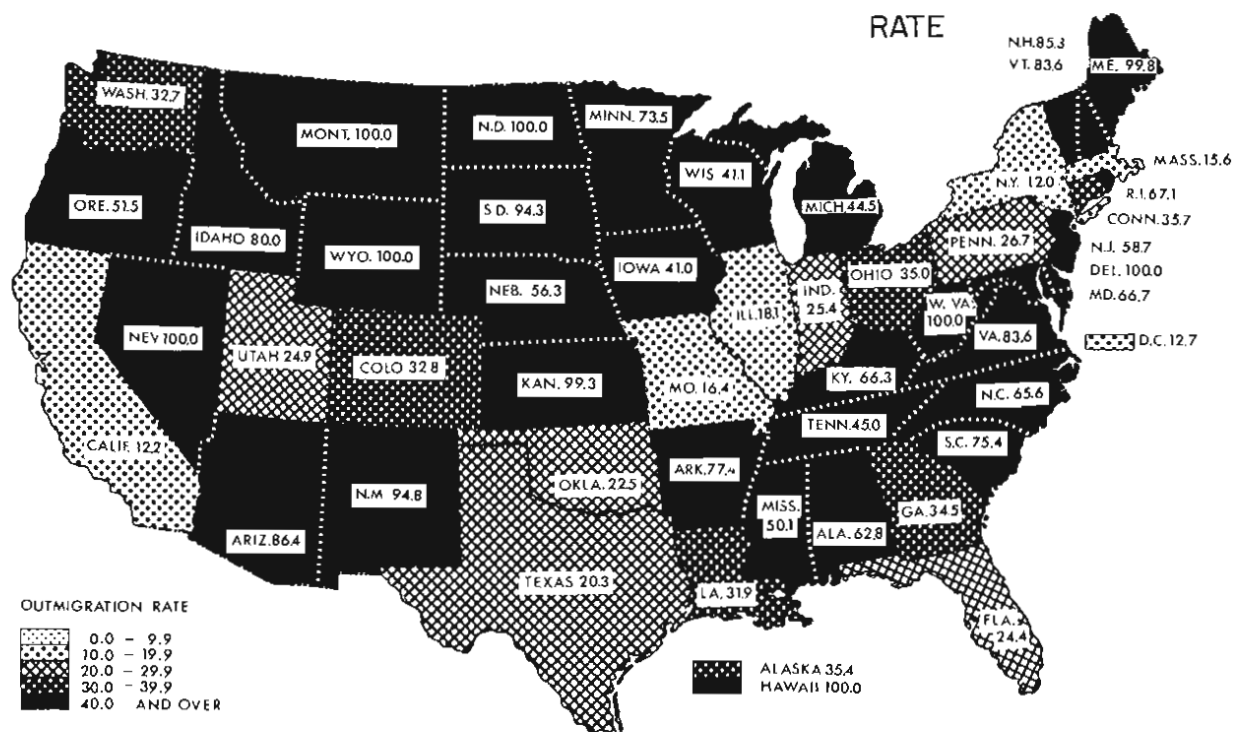 RATE
N.H. 85.3
VT. 83.6
ME. 99.8
WASH. 32.7
MONT. 100.0
N.D. 100.0
MINN. 73.5
WIS 41.1
MICH. 44.5
N.Y. 12.0
MASS. 15.6
R.I. 67.1
CONN. 35.7
ORE. 51.5
IDAHO 80.0
WYO. 100.0
S D. 94.3
IOWA 41.0
NEB. 56.3
ILL. 18.1
IND.
25.4
OHIO 35.0
PENN. 26.7
N.J. 58.7
DEL. 100.0
MD. 66.7
W. VA.
100.0
VA. 83.6
D.C. 12.7
NEV 100.0
UTAH 24.9
COLO 32.8
KAN. 99.3
MO. 16.4
KY. 66.3
N.C. 65.6
TENN. 45.0
S.C. 75.4
CALIF. 12.2
ARIZ. 86.4
N.M 94.8
OKLA. 22.5
ARK. 77.4
MISS.
50.1
ALA. 62.8
GA. 34.5
TEXAS 20.3
LA. 31.9
FLA.
24.4
OUTMIGRATION RATE
0.0 - 9.9
10.0 - 19.9
20.0 - 29.9
30.0 - 39.9
40.0 AND OVER
ALASKA 35.4
HAWAII 100.0